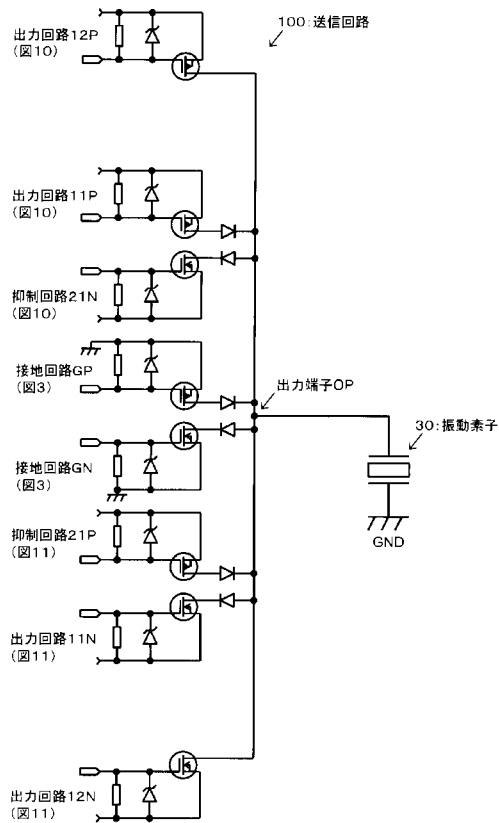 出力回路12P
(図10)
100:送信回路
出力回路11P
(図10)
抑制回路21N
(図10)
接地回路GP
(図3)
出力端子OP
30:振動素子
接地回路GN
(図3)
GND
抑制回路21P
(図11)
出力回路11N
(図11)
出力回路12N
(図11)